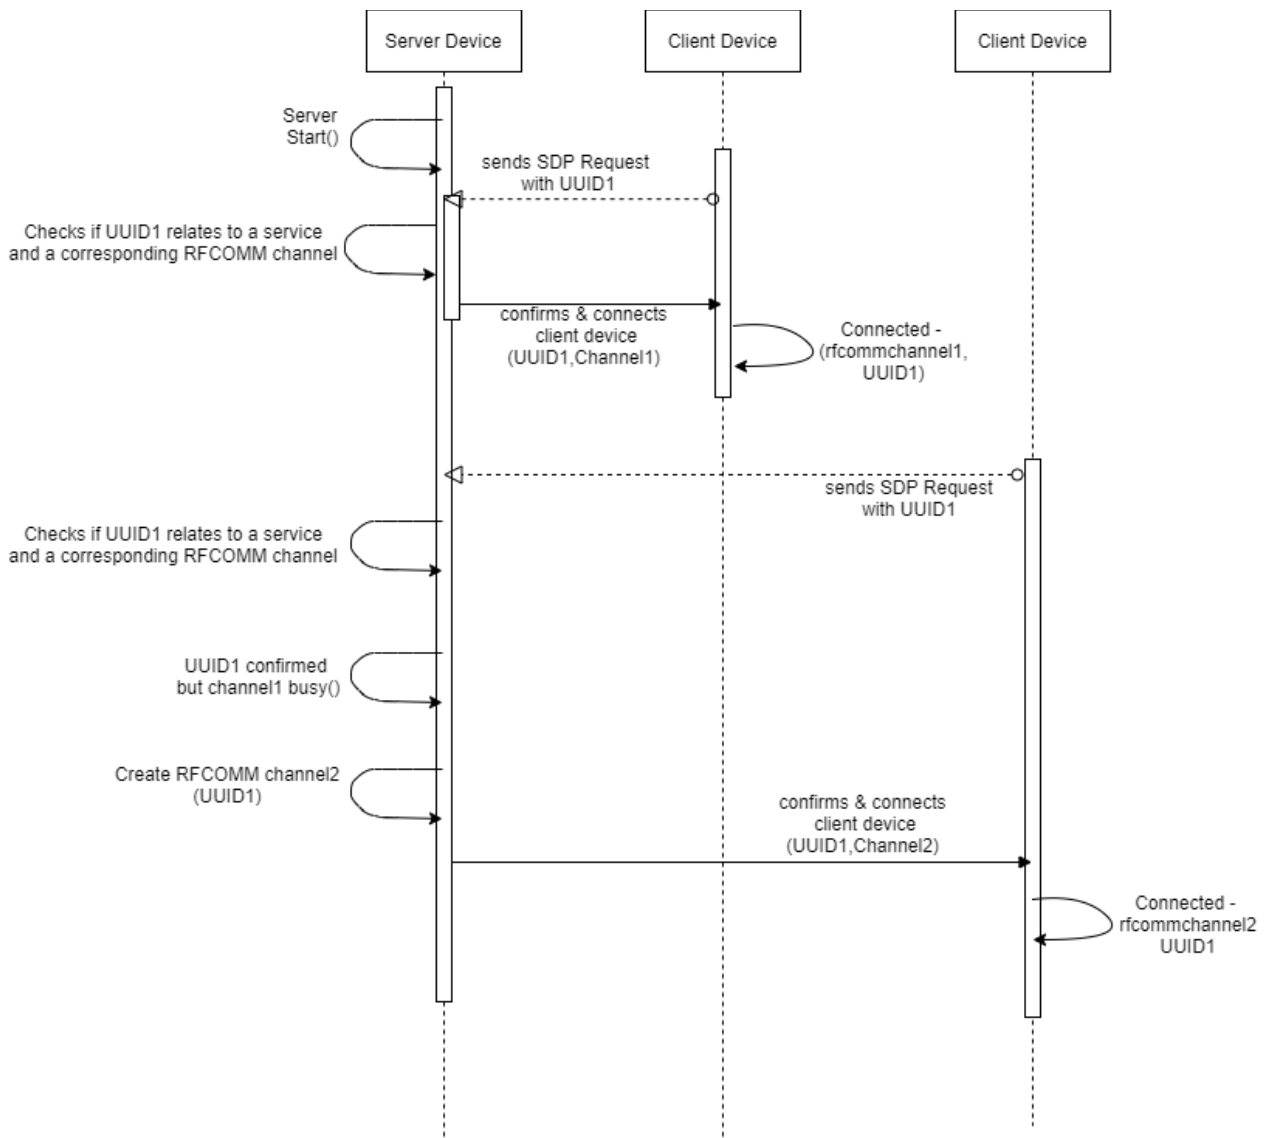 Server Device
Client Device
Client Device
Server
Start()
sends SDP Request
with UUID1
Checks if UUID1 relates to a service
and a corresponding RFCOMM channel
confirms & connects
client device
(UUID1,Channel1)
Connected -
(rfcommchannel1,
UUID1)
sends SDP Request
with UUID1
Checks if UUID1 relates to a service
and a corresponding RFCOMM channel
UUID1 confirmed
but channel1 busy()
Create RFCOMM channel2
(UUID1)
confirms & connects
client device
(UUID1,Channel2)
Connected -
rfcommchannel2
UUID1